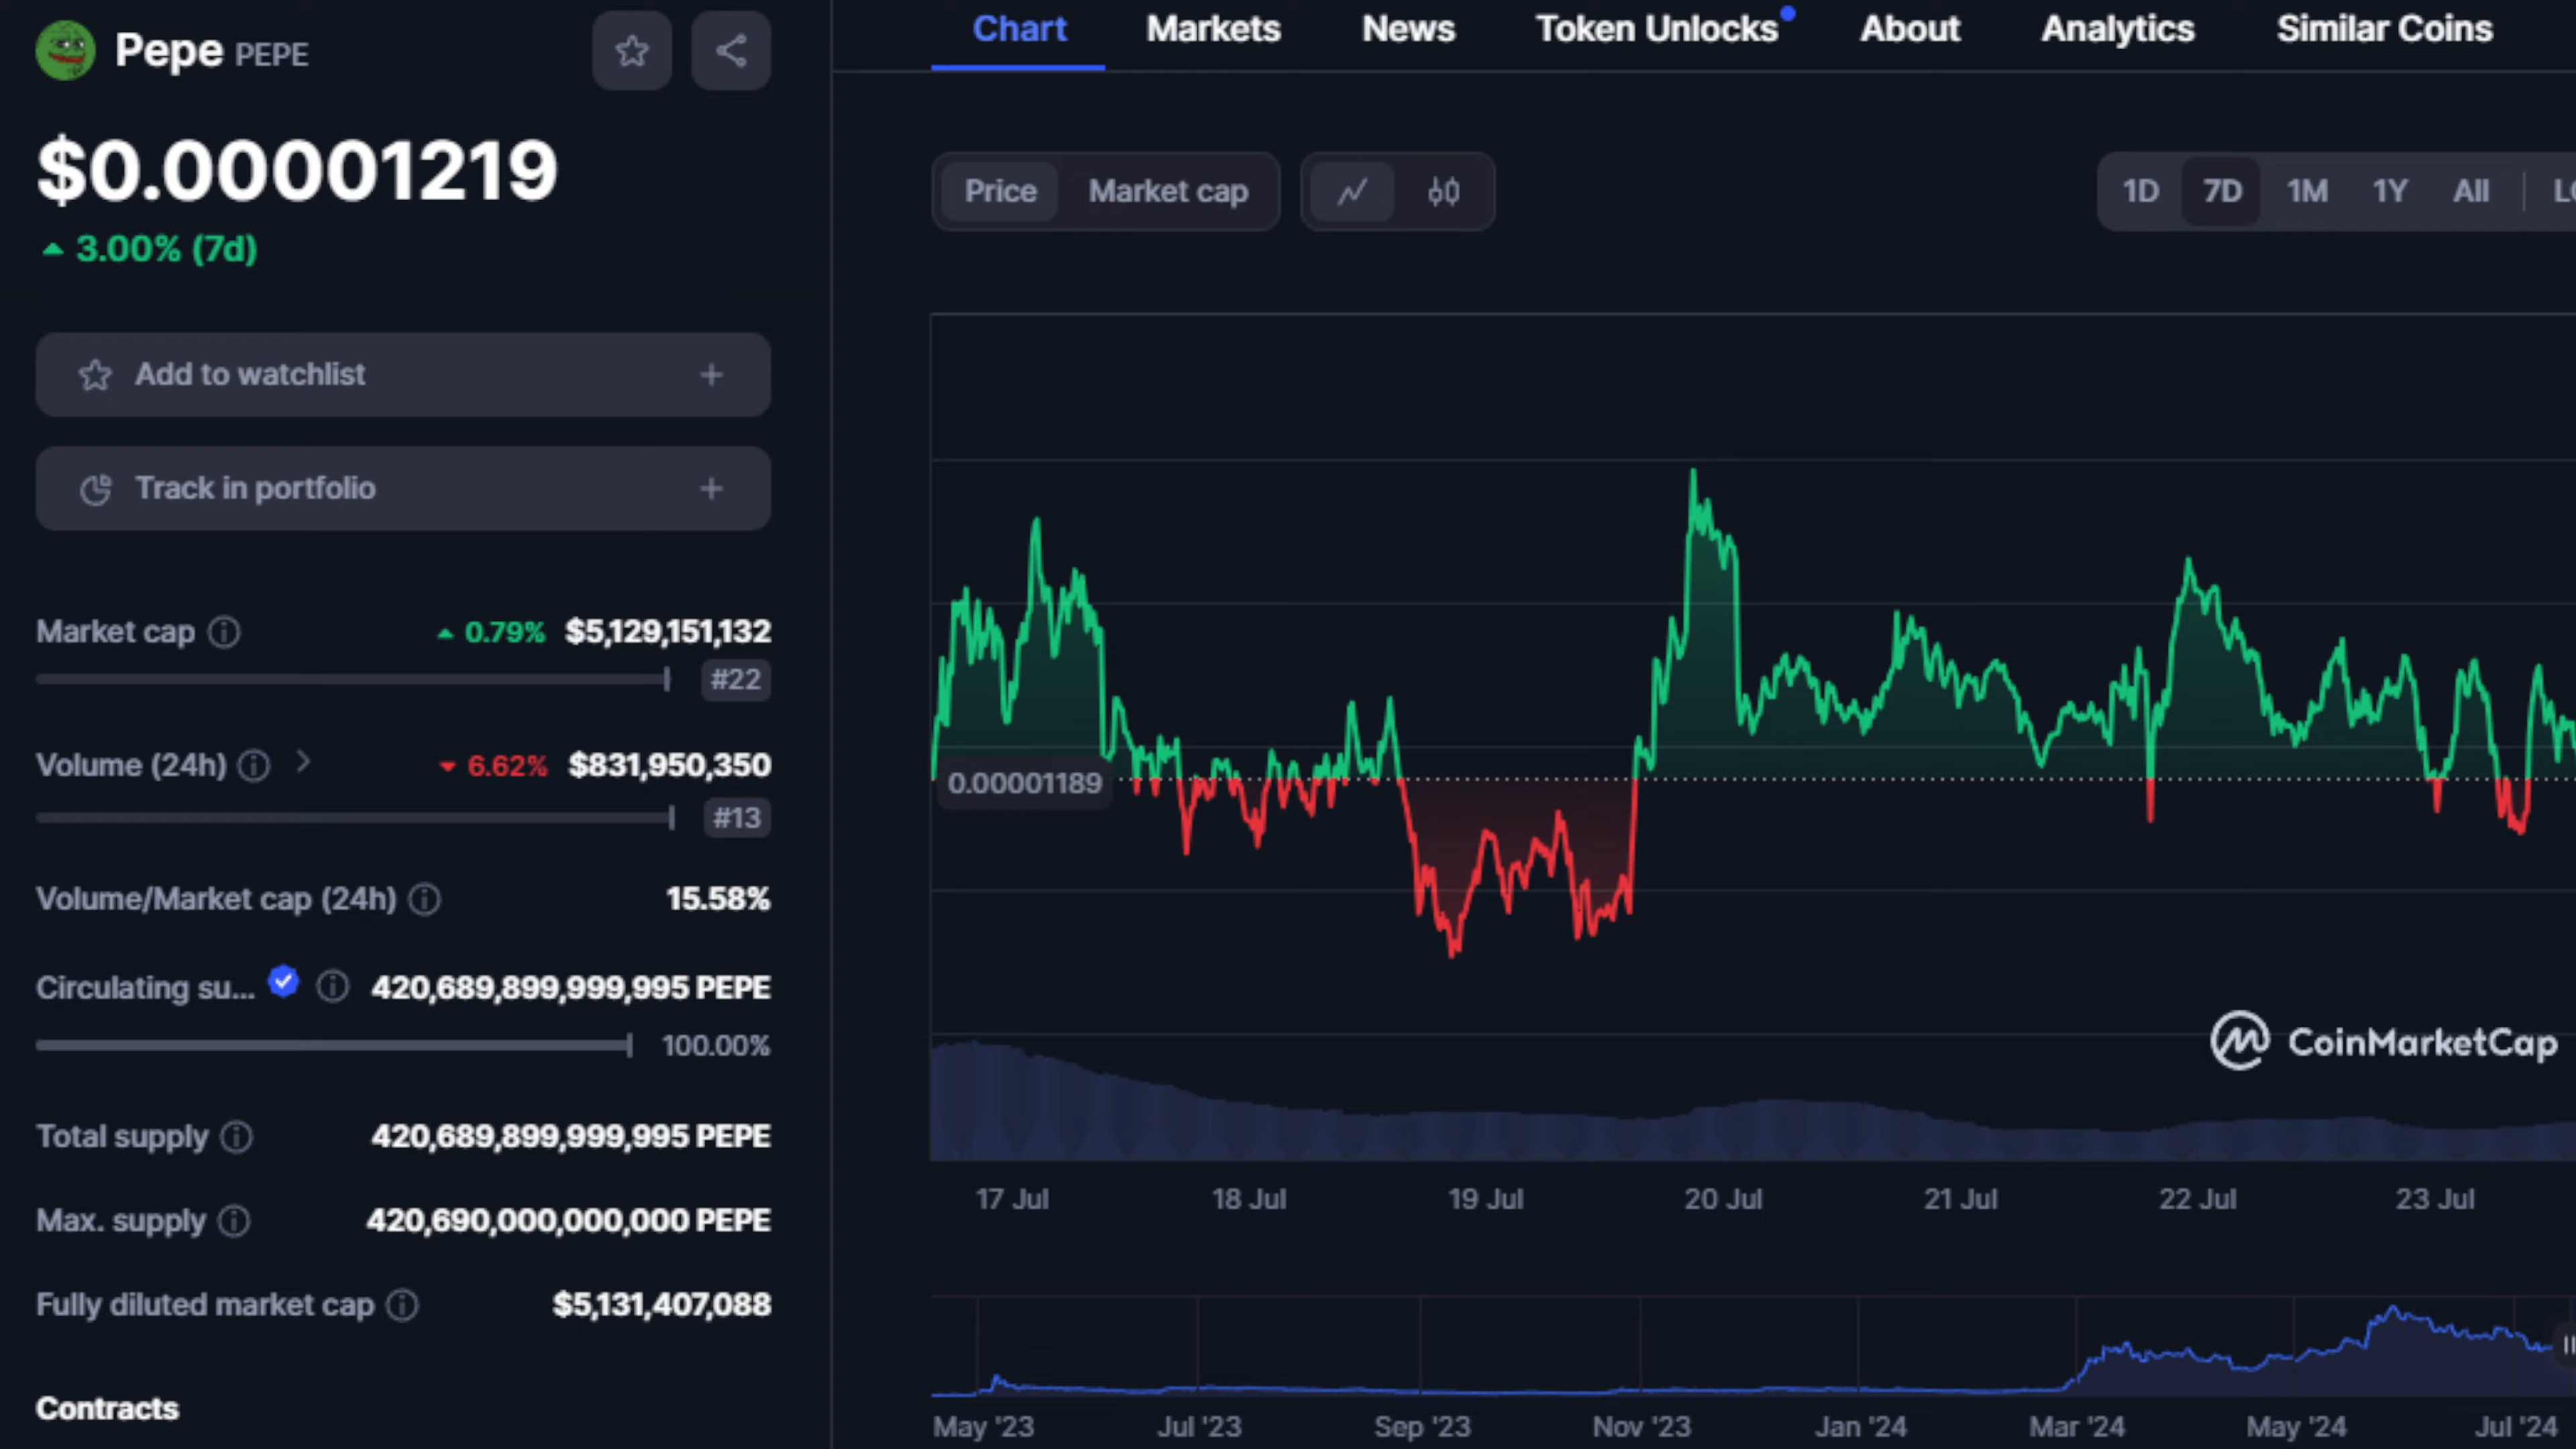 Pepe PEPE
$0.00001219
3.00% (7d)
Add to watchlist
Track in portfolio
Market cap 0.79% $5,129,151,132
#22
Volume (24h) 6.62% $831,950,350
#13
Volume/Market cap (24h) 15.58%
Circulating su... 420,689,899,999,995 PEPE
100.00%
Total supply 420,689,899,999,995 PEPE
Max. supply 420,690,000,000,000 PEPE
Fully diluted market cap $5,131,407,088
Contracts
Chart Markets News Token Unlocks About Analytics Similar Coins
Price Market cap 1D 7D 1M 1Y All
0.00001189
CoinMarketCap
17 Jul 18 Jul 19 Jul 20 Jul 21 Jul 22 Jul 23 Jul
May '23 Jul '23 Sep '23 Nov '23 Jan '24 Mar '24 May '24 Jul '24